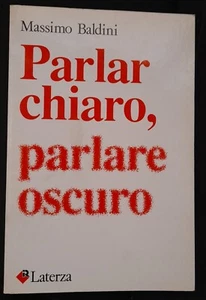 Massimo Baldini
Parlar
chiaro,
parlare
oscuro
Laterza